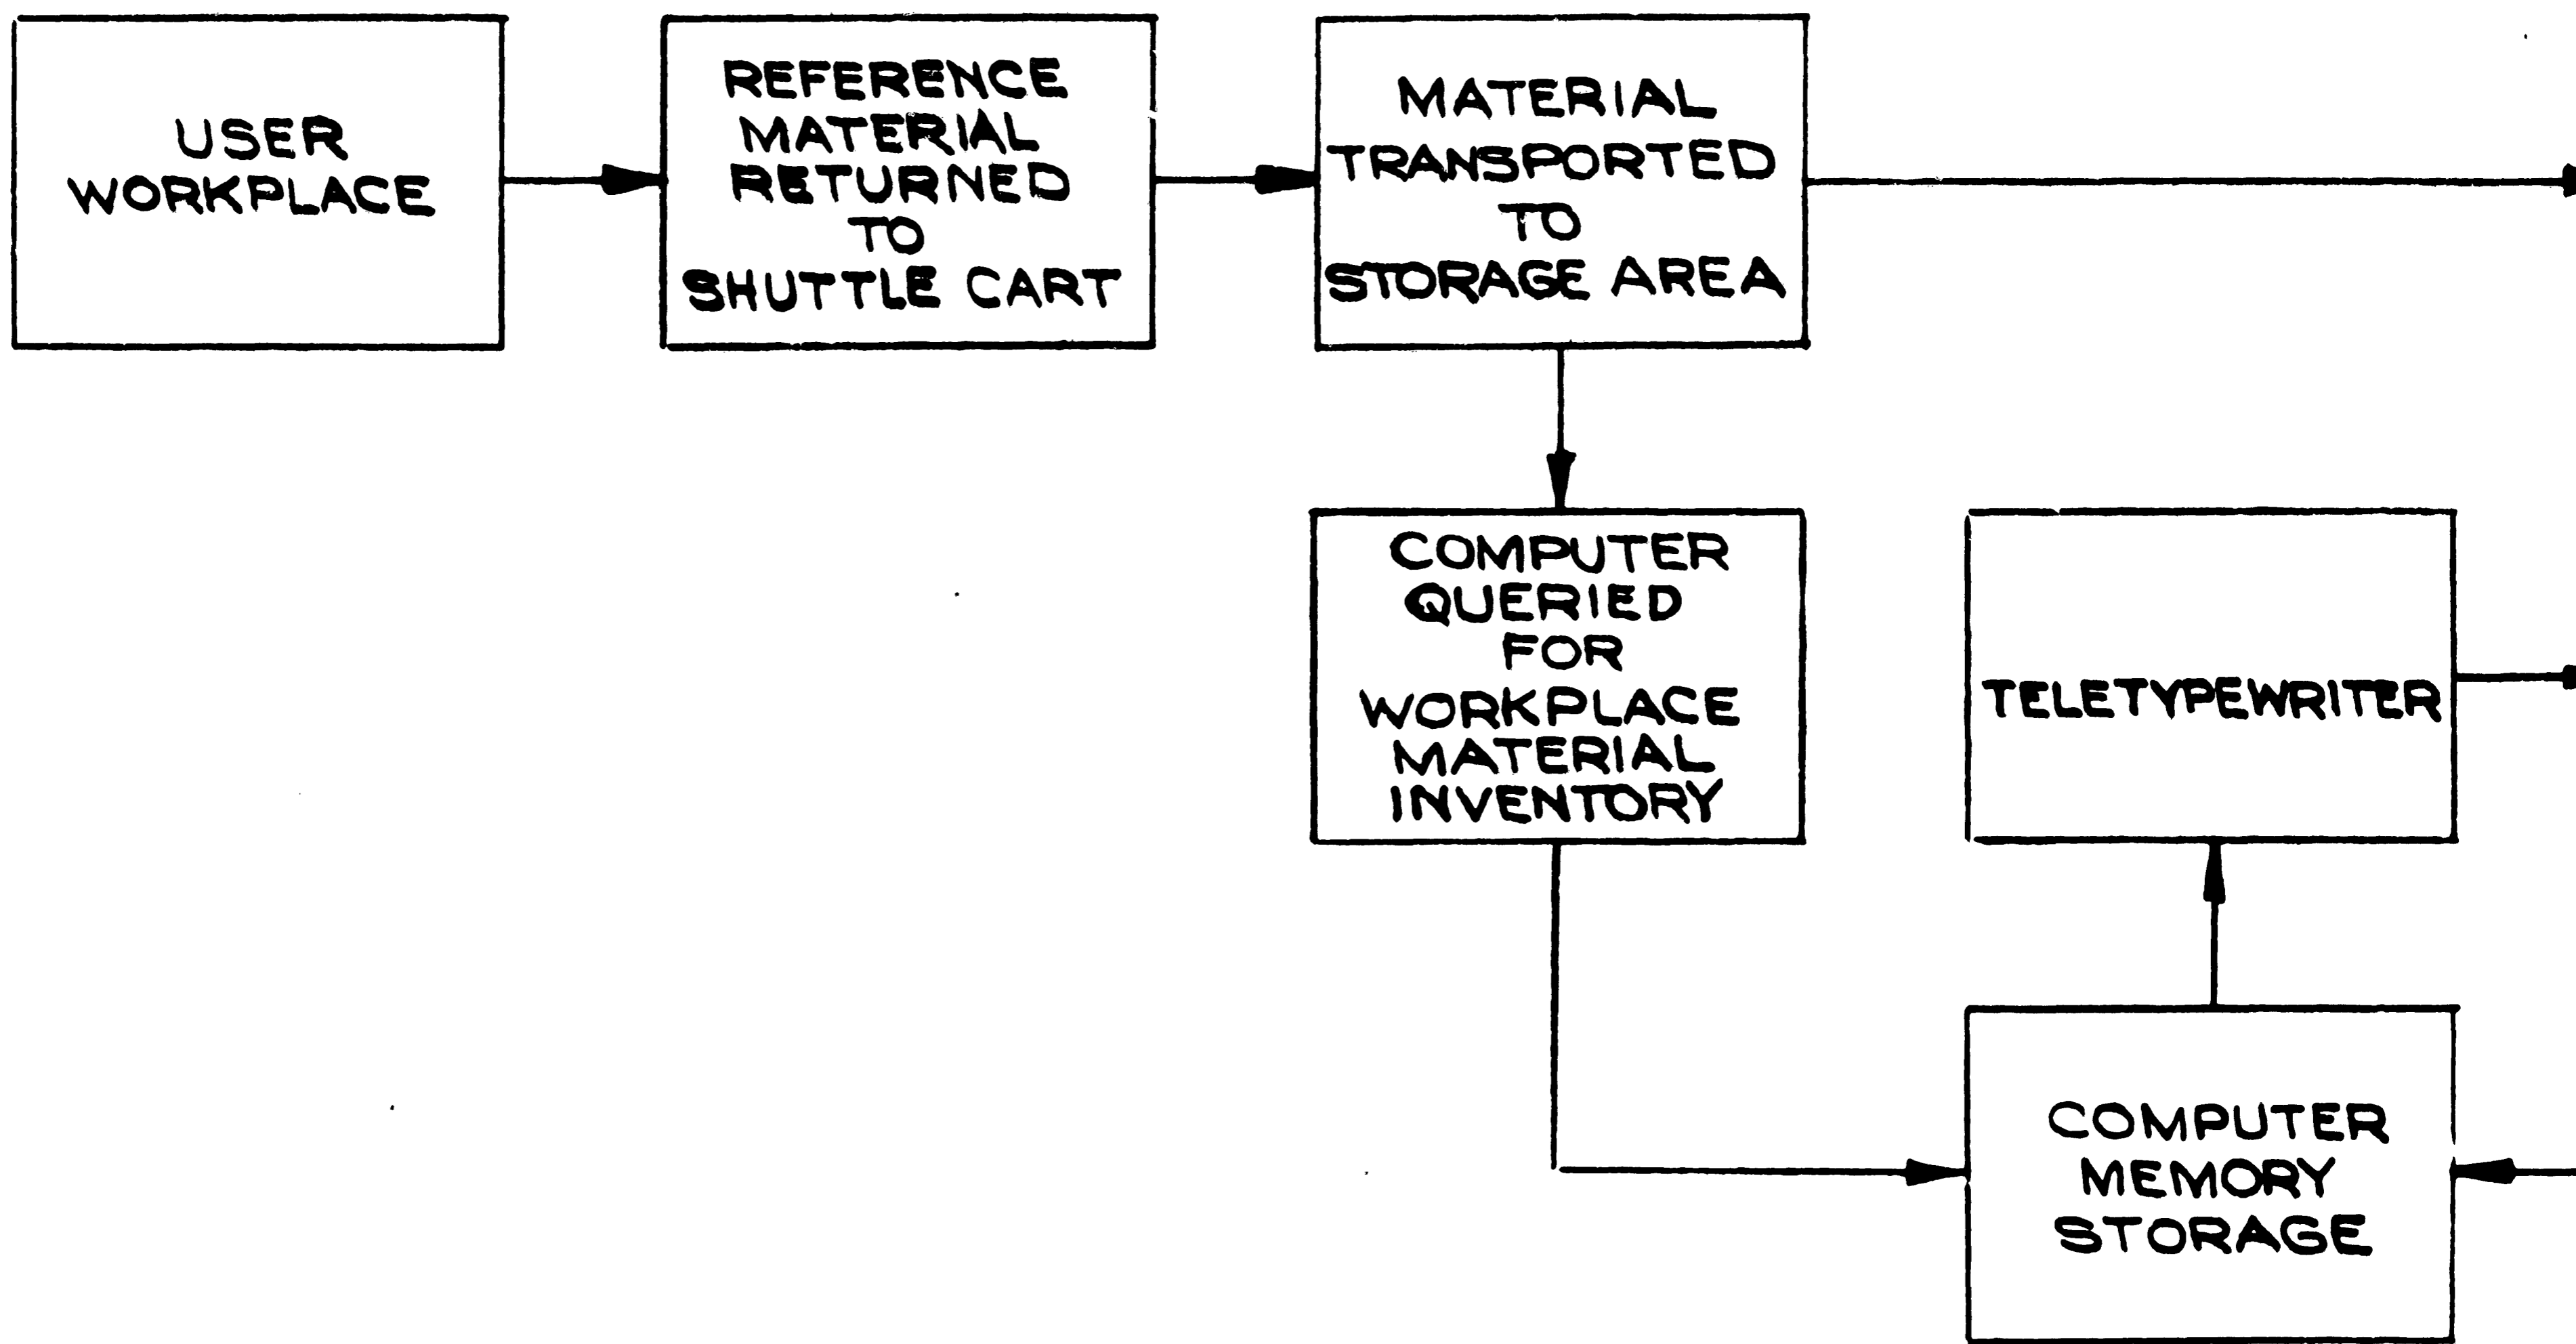 USER
WORKPLACE
REFERENCE
MATERIAL
RETURNED
TO
SHUTTLE CART
MATERIAL
TRANSPORTED
TO
STORAGE AREA
COMPUTER
QUERIED
FOR
WORKPLACE
MATERIAL
INVENTORY
TELETYPEWRITER
COMPUTER
MEMORY
STORAGE